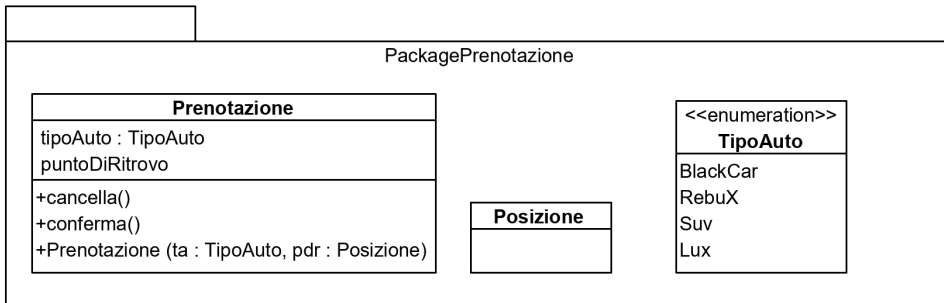 PackagePrenotazione
Prenotazione
tipoAuto : TipoAuto
puntoDiRitrovo
+cancella()
+conferma()
+Prenotazione (ta : TipoAuto, pdr : Posizione)
Posizione
<<enumeration>>
TipoAuto
BlackCar
RebuX
Suv
Lux